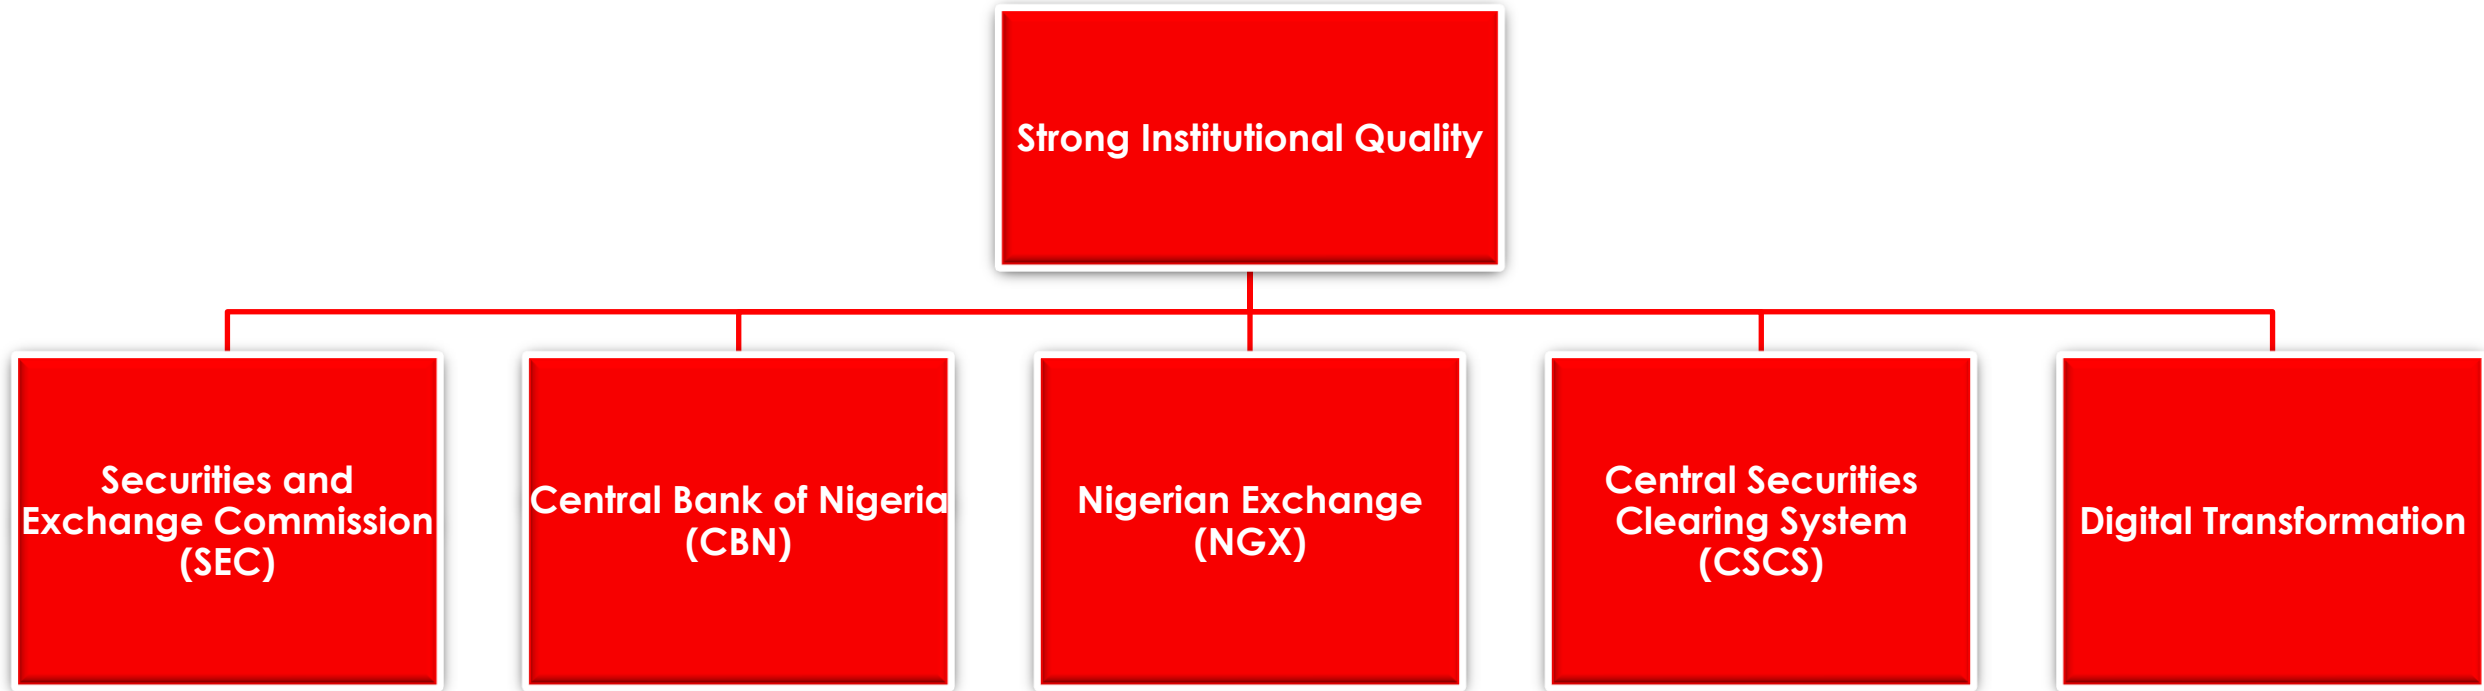 Strong Institutional Quality
Securities and
Exchange Commission
(SEC)
Central Bank of Nigeria
(CBN)
Nigerian Exchange
(NGX)
Central Securities
Clearing System
(CSCS)
Digital Transformation